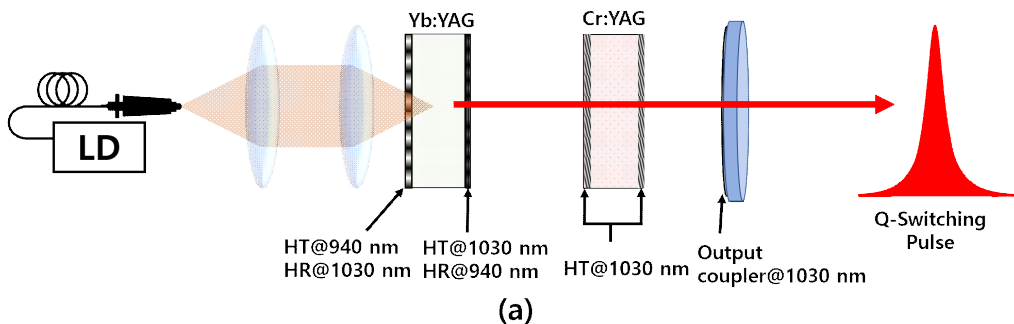 Yb:YAG
Cr:YAG
LD
HT@940 nm
HR@1030 nm
HT@1030 nm
HR@940 nm
HT@1030 nm
Output
coupler@1030 nm
Q-Switching
Pulse
(a)